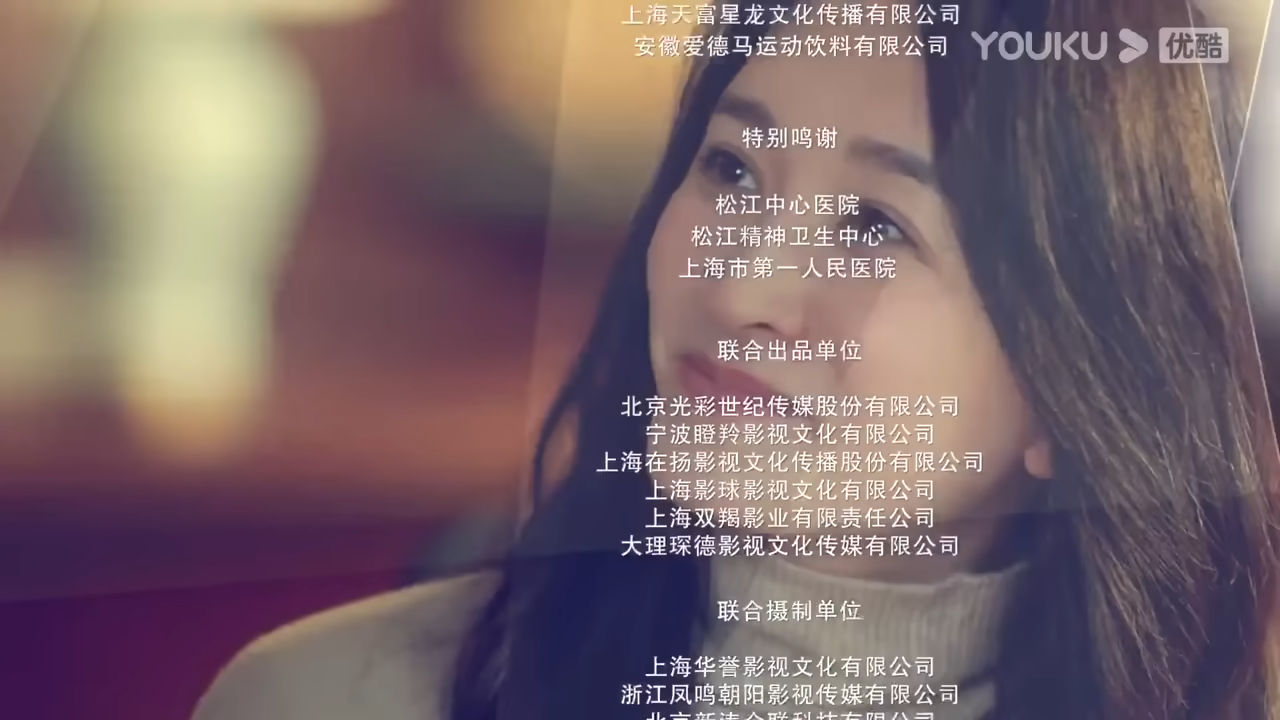 上海天富星龙文化传播有限公司
安徽爱德马运动饮料有限公司
YOUKU 优酷
特别鸣谢
松江中心医院
松江精神卫生中心
上海市第一人民医院
联合出品单位
北京光彩世纪传媒股份有限公司
宁波瞪羚影视文化有限公司
上海在扬影视文化传播股份有限公司
上海影球影视文化有限公司
上海双羯影业有限责任公司
大理琛德影视文化传媒有限公司
联合摄制单位
上海华誉影视文化有限公司
浙江凤鸣朝阳影视传媒有限公司